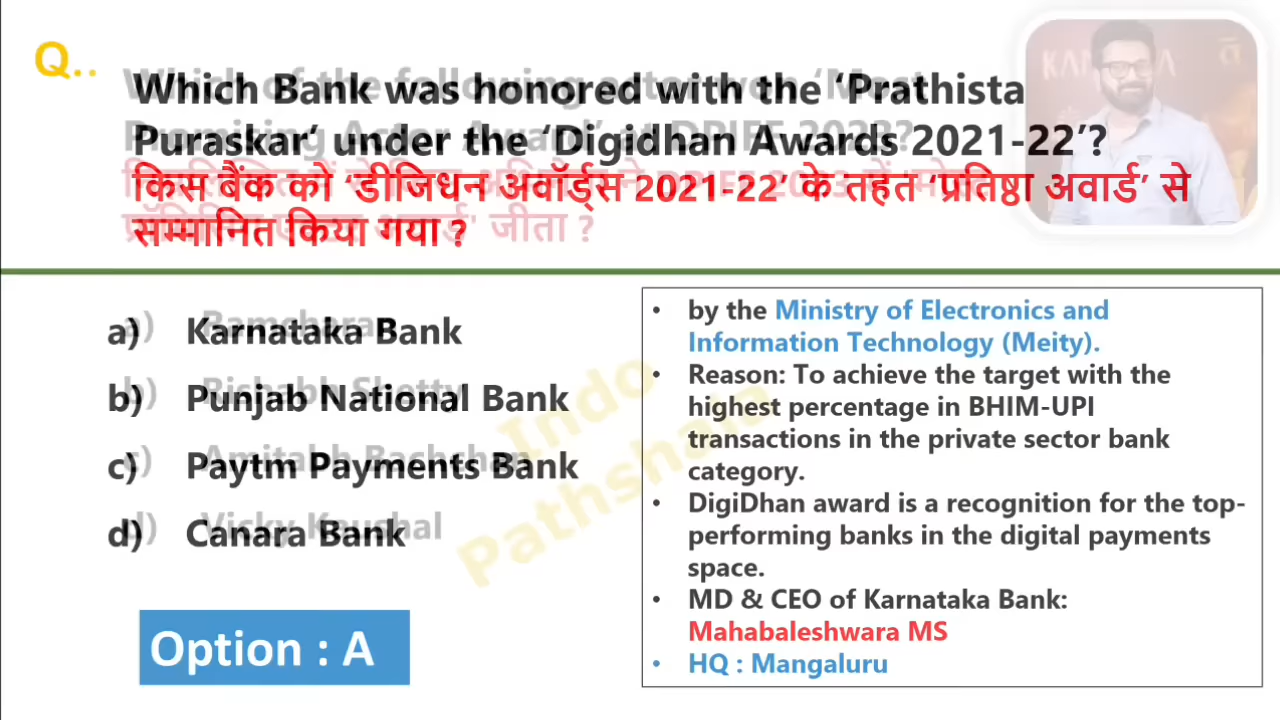 Q..
Which Bank was honored with the ‘Prathista
Puraskar’ under the ‘Digidhan Awards 2021-22’?
किस बैंक को ‘डीजिधन अवॉर्ड्स 2021-22’ के तहत ‘प्रतिष्ठा अवार्ड’ से
सम्मानित किया गया ?
a) Karnataka Bank
b) Punjab National Bank
c) Paytm Payments Bank
d) Canara Bank
Option : A
• by the Ministry of Electronics and
Information Technology (Meity).
• Reason: To achieve the target with the
highest percentage in BHIM-UPI
transactions in the private sector bank
category.
• DigiDhan award is a recognition for the top-
performing banks in the digital payments
space.
• MD & CEO of Karnataka Bank:
Mahabaleshwara MS
• HQ : Mangaluru
Indo
Pathshala